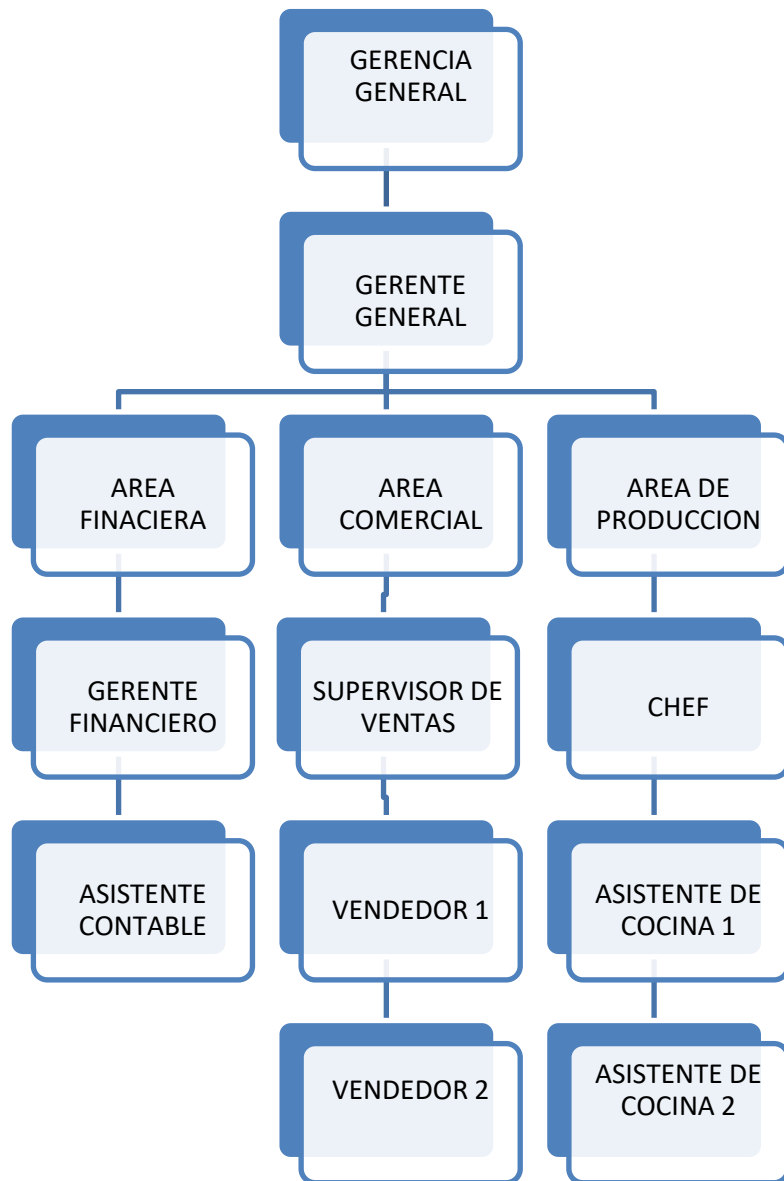 GERENCIA
GENERAL
GERENTE
GENERAL
AREA
FINACIERA
AREA
COMERCIAL
AREA DE
PRODUCCION
GERENTE
FINANCIERO
SUPERVISOR DE
VENTAS
CHEF
ASISTENTE
CONTABLE
VENDEDOR 1
ASISTENTE DE
COCINA 1
VENDEDOR 2
ASISTENTE DE
COCINA 2